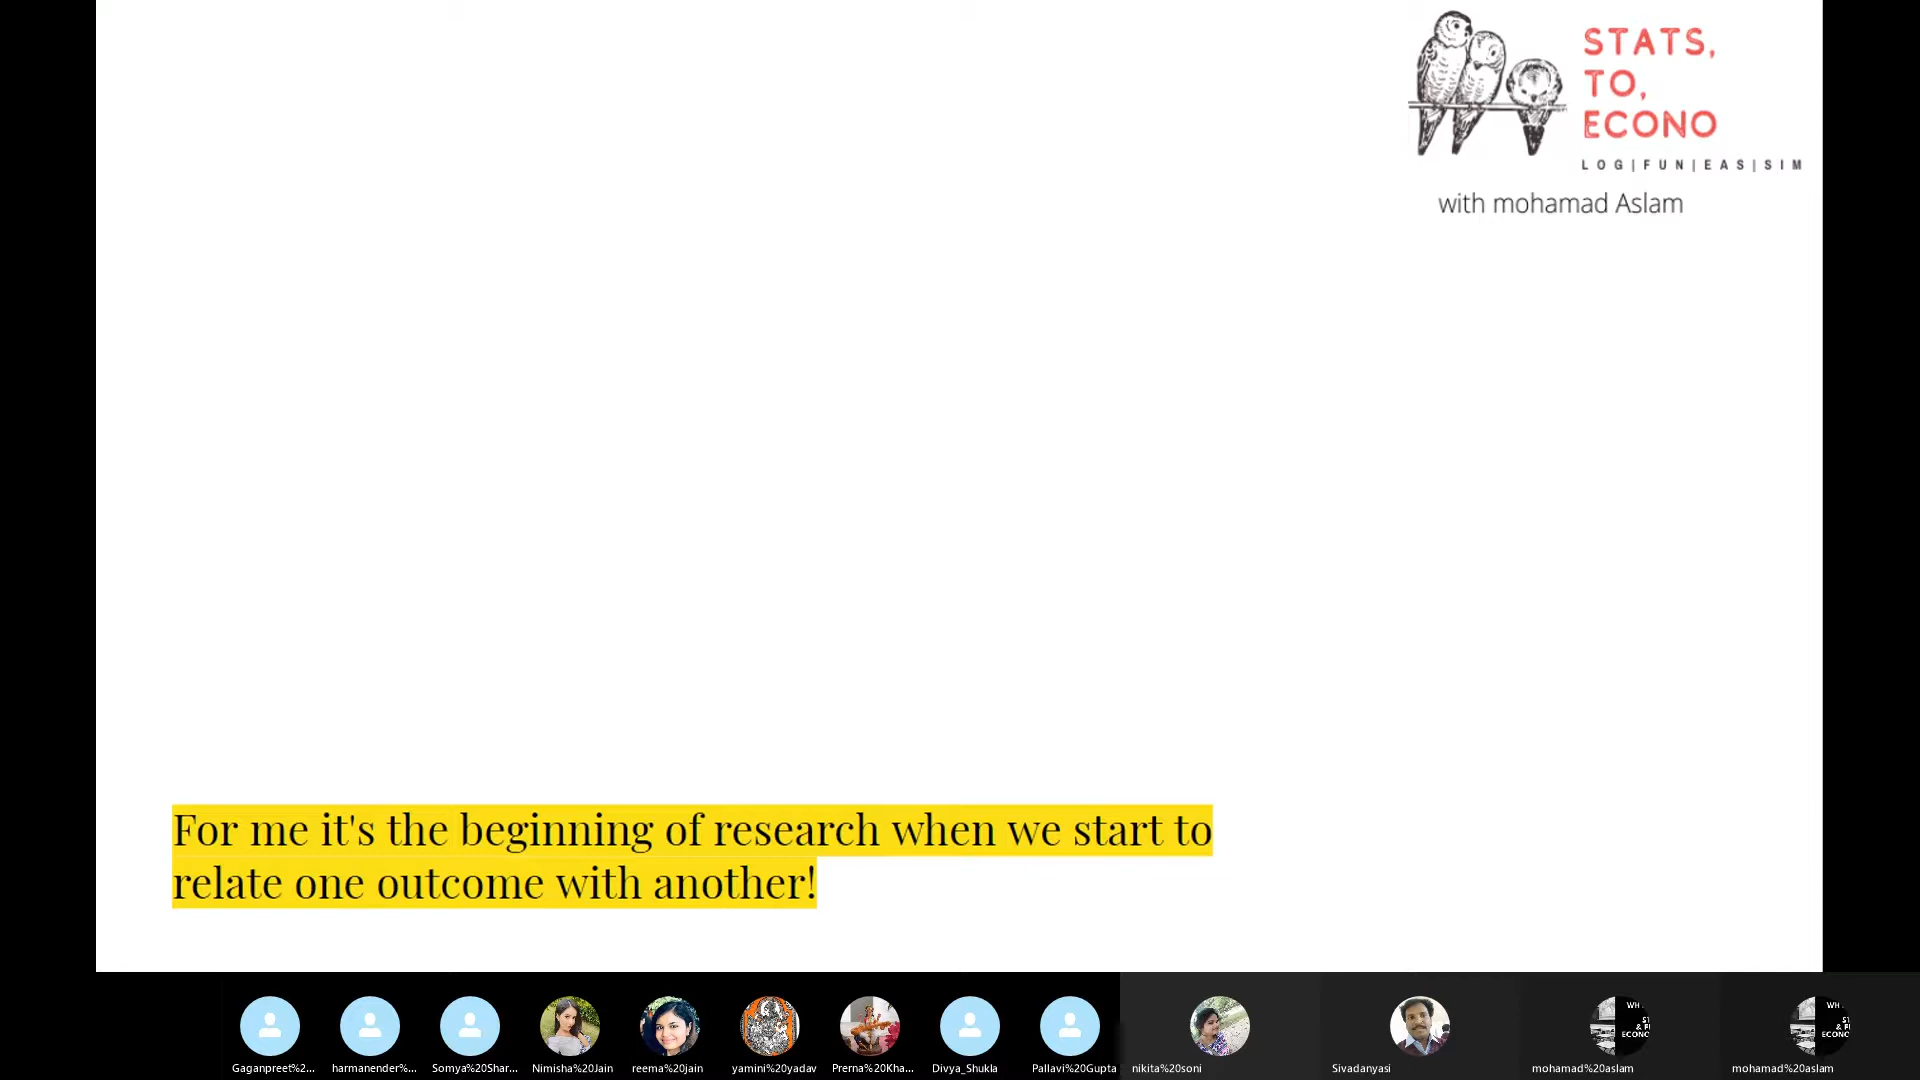 STATS,
TO,
ECONO
LOG|FUN|EAS|SIM
with mohamad Aslam
For me it's the beginning of research when we start to
relate one outcome with another!
Gaganpreet%2... harmanender%... Somya%20Shar... Nimisha%20Jain reema%20jain yamini%20yadav Prerna%20Kha... Divya_Shukla Pallavi%20Gupta nikita%20soni Sivadanyasi mohamad%20aslam mohamad%20aslam